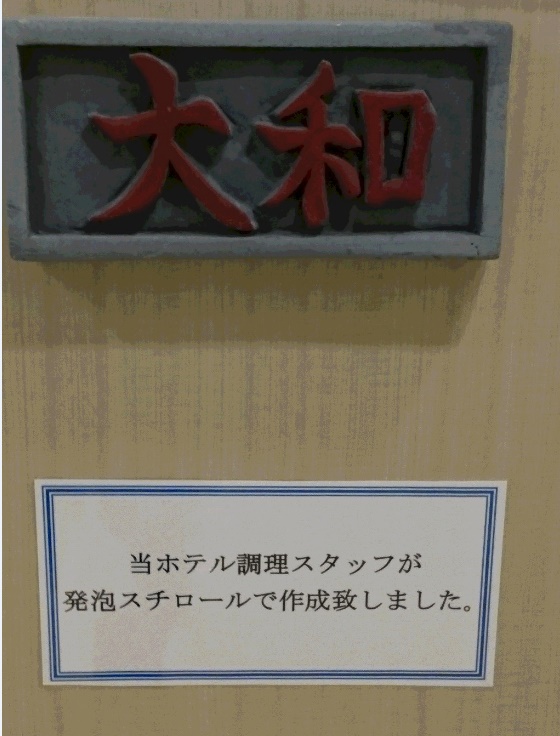 大和
当ホテル調理スタッフが
発泡スチロールで作成致しました。